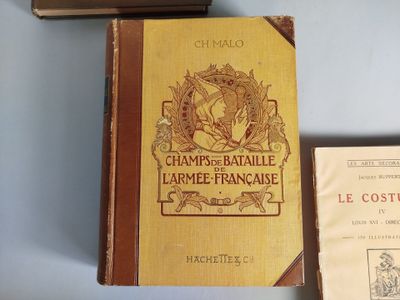 CH. MALO
CHAMPS DE BATAILLE
DE
L'ARMÉE-FRANÇAISE
HACHETTE & Cie
LES ARTS DÉCORA
JACQUES RUPPERT
LE COSTU
IV
LOUIS XVI - DIREC
ILLUSTRAT